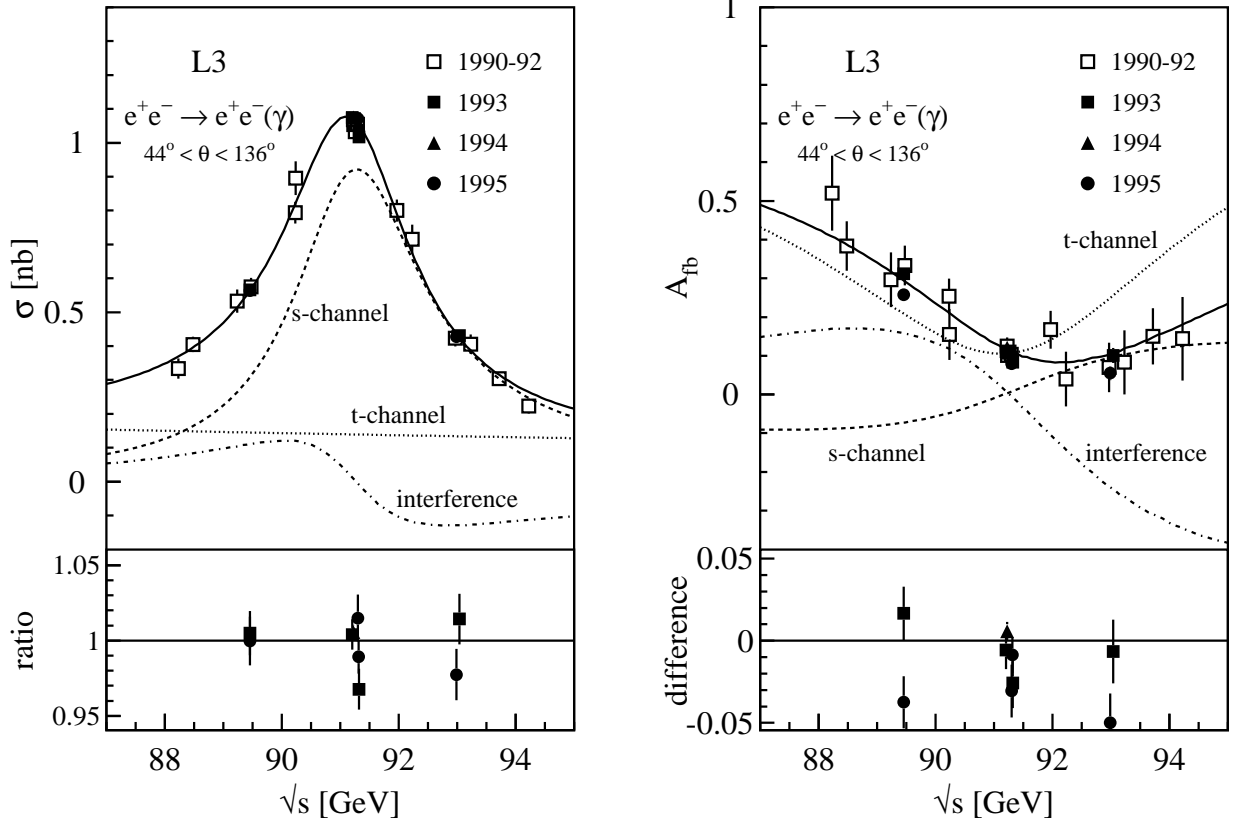 L3
e⁺e⁻ → e⁺e⁻(γ)
44° < θ < 136°
1990-92
1993
1994
1995
σ [nb]
1
0.5
0
s-channel
t-channel
interference
ratio
1.05
1
0.95
88 90 92 94
√s [GeV]
L3
e⁺e⁻ → e⁺e⁻(γ)
44° < θ < 136°
1990-92
1993
1994
1995
A_fb
1
0.5
0
t-channel
s-channel
interference
difference
0.05
0
-0.05
88 90 92 94
√s [GeV]